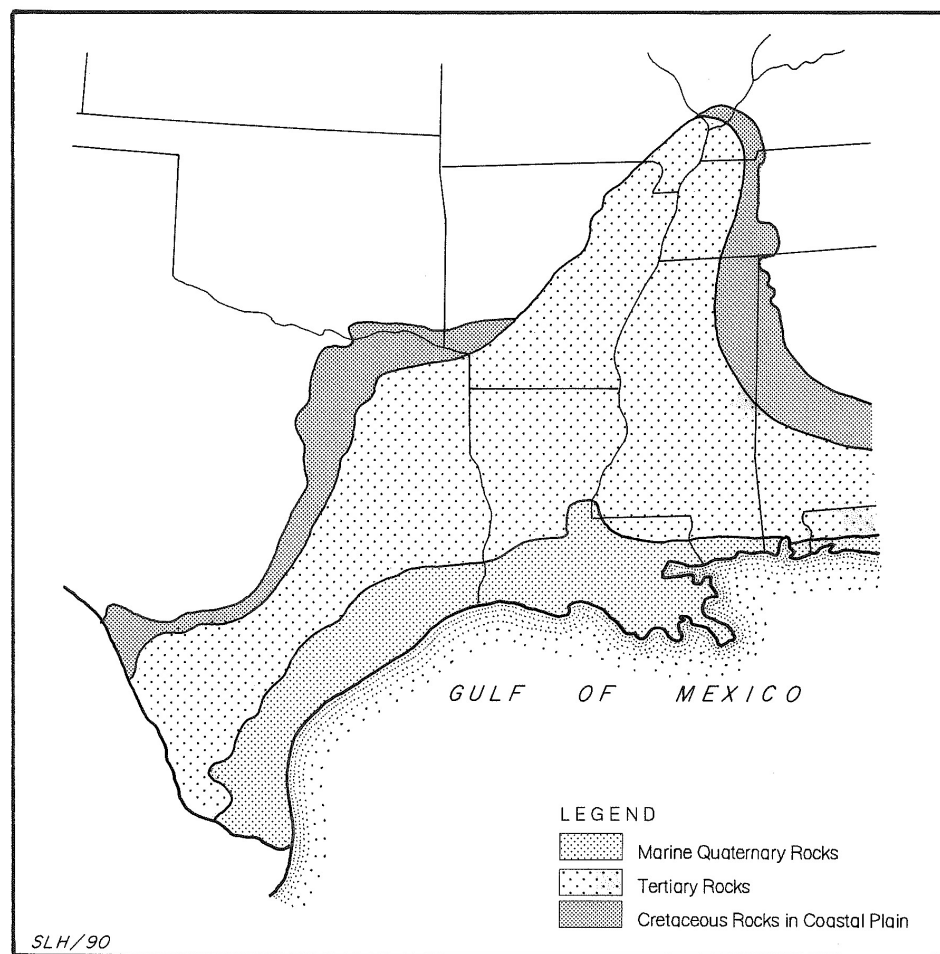 GULF OF MEXICO
LEGEND
Marine Quaternary Rocks
Tertiary Rocks
Cretaceous Rocks in Coastal Plain
SLH/90